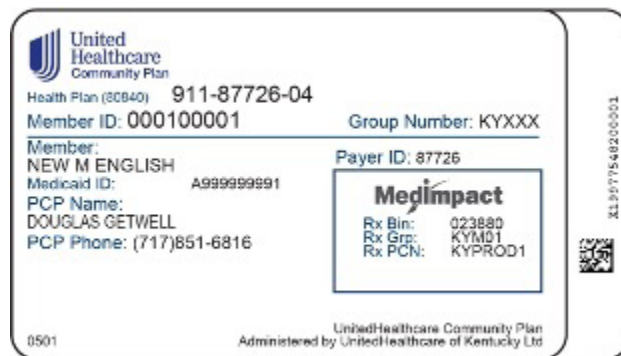 United
Healthcare
Community Plan
Health Plan (80840) 911-87726-04
Member ID: 000100001 Group Number: KYXXX
Member:
NEW M ENGLISH Payer ID: 87726
Medicaid ID: A999999991
PCP Name:
DOUGLAS GETWELL
PCP Phone: (717)851-6816
MedImpact
Rx Bin: 023880
Rx Grp: KYM01
Rx PCN: KYPROD1
0501
UnitedHealthcare Community Plan
Administered by UnitedHealthcare of Kentucky Ltd
X19977548200001